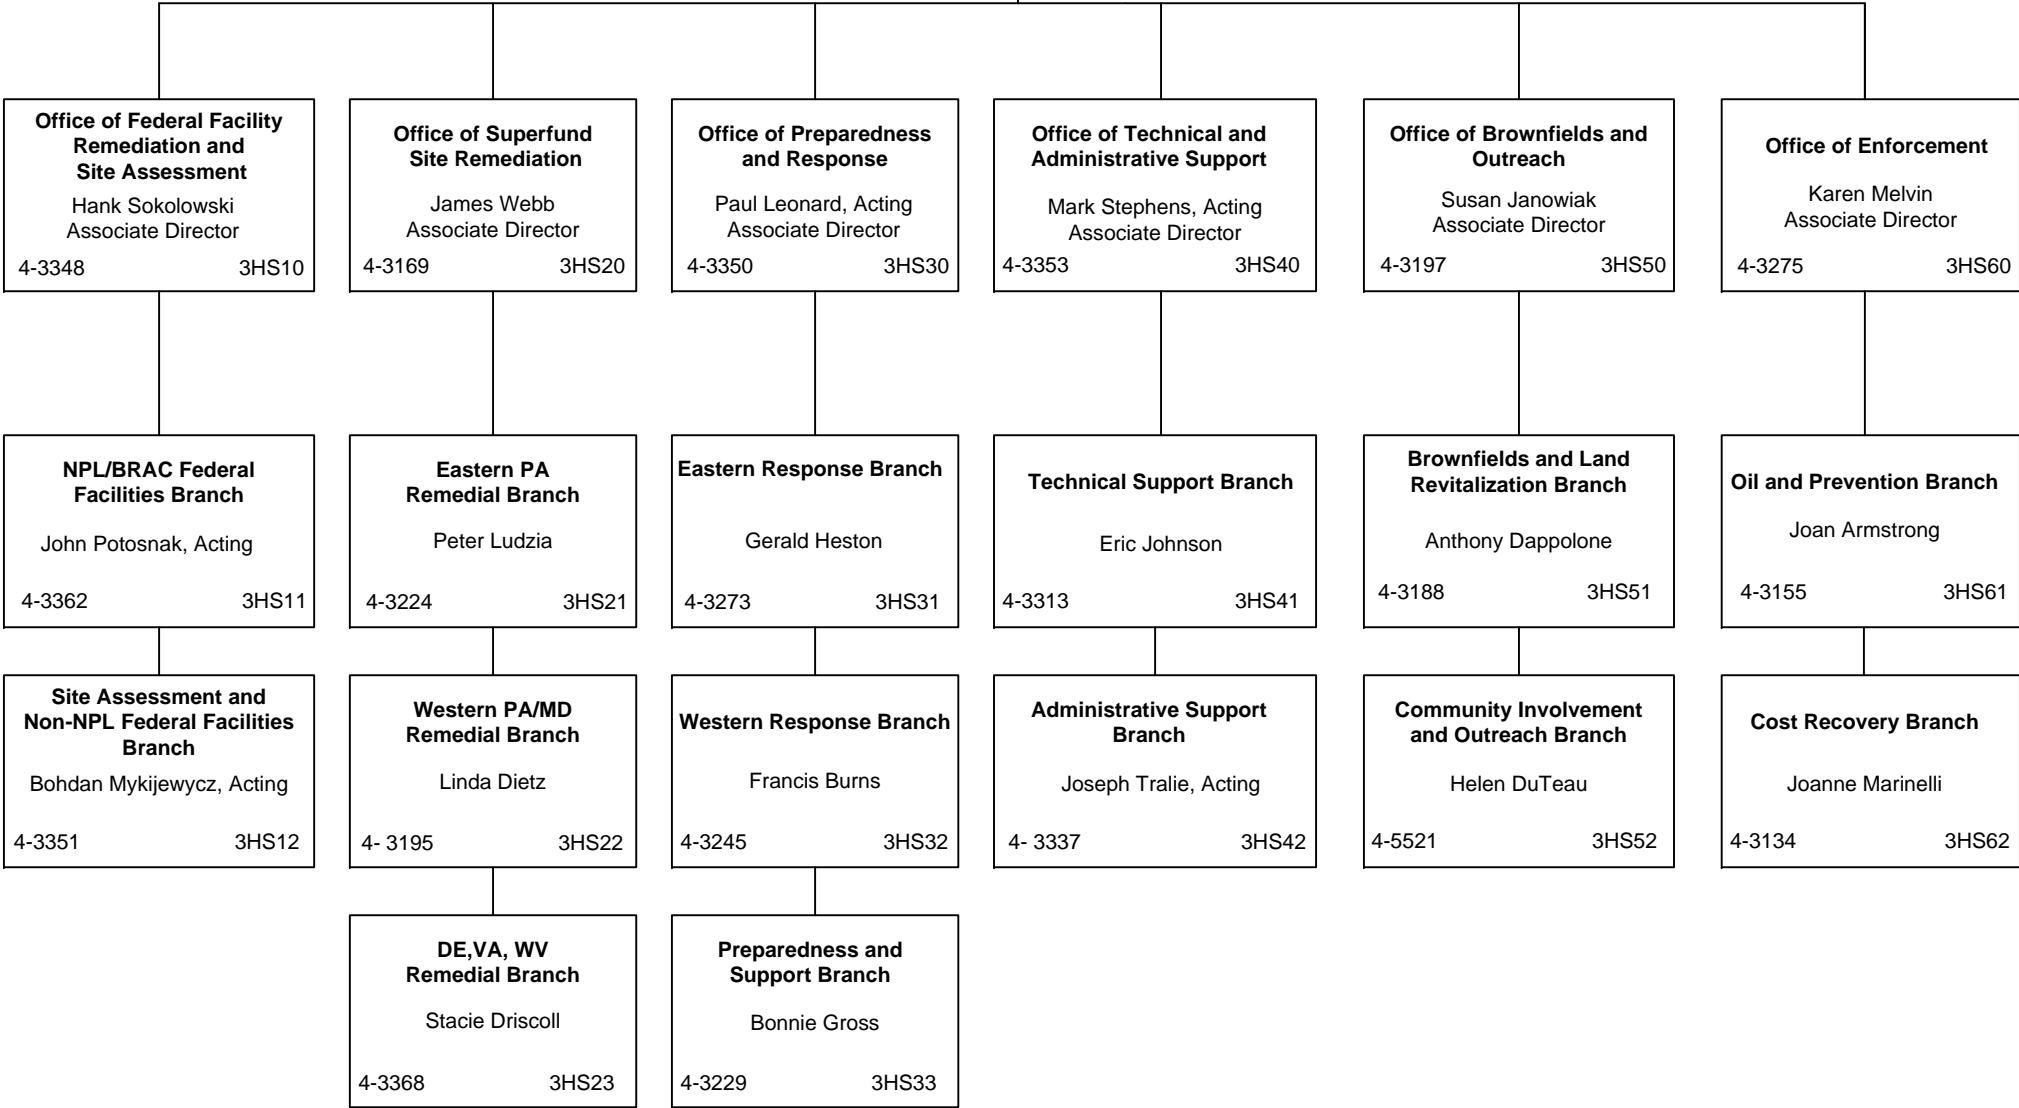 Office of Federal Facility
Remediation and
Site Assessment
Hank Sokolowski
Associate Director
4-3348 3HS10
Office of Superfund
Site Remediation
James Webb
Associate Director
4-3169 3HS20
Office of Preparedness
and Response
Paul Leonard, Acting
Associate Director
4-3350 3HS30
Office of Technical and
Administrative Support
Mark Stephens, Acting
Associate Director
4-3353 3HS40
Office of Brownfields and
Outreach
Susan Janowiak
Associate Director
4-3197 3HS50
Office of Enforcement
Karen Melvin
Associate Director
4-3275 3HS60
NPL/BRAC Federal
Facilities Branch
John Potosnak, Acting
4-3362 3HS11
Eastern PA
Remedial Branch
Peter Ludzia
4-3224 3HS21
Eastern Response Branch
Gerald Heston
4-3273 3HS31
Technical Support Branch
Eric Johnson
4-3313 3HS41
Brownfields and Land
Revitalization Branch
Anthony Dappolone
4-3188 3HS51
Oil and Prevention Branch
Joan Armstrong
4-3155 3HS61
Site Assessment and
Non-NPL Federal Facilities
Branch
Bohdan Mykijewycz, Acting
4-3351 3HS12
Western PA/MD
Remedial Branch
Linda Dietz
4- 3195 3HS22
Western Response Branch
Francis Burns
4-3245 3HS32
Administrative Support
Branch
Joseph Tralie, Acting
4- 3337 3HS42
Community Involvement
and Outreach Branch
Helen DuTeau
4-5521 3HS52
Cost Recovery Branch
Joanne Marinelli
4-3134 3HS62
DE,VA, WV
Remedial Branch
Stacie Driscoll
4-3368 3HS23
Preparedness and
Support Branch
Bonnie Gross
4-3229 3HS33